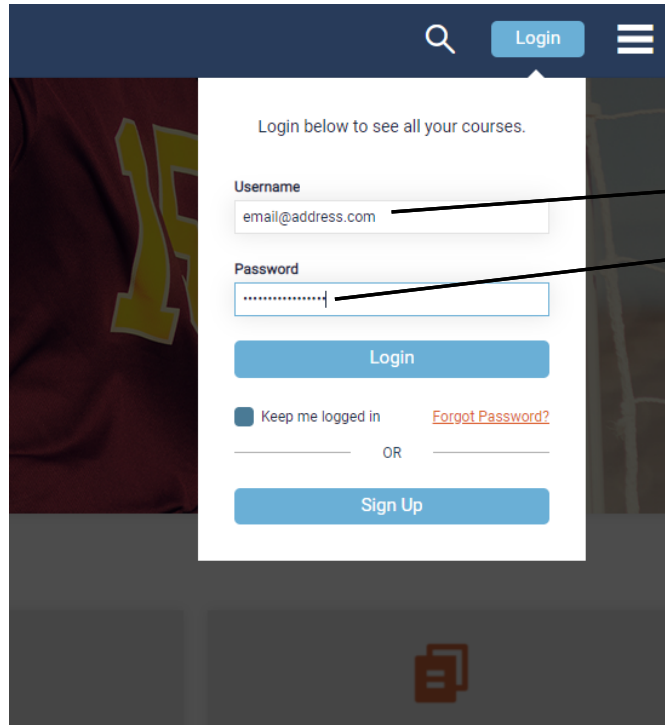 Login
Login below to see all your courses.
Username
email@address.com
Password
•••••••••••••••••
Login
Keep me logged in Forgot Password?
OR
Sign Up